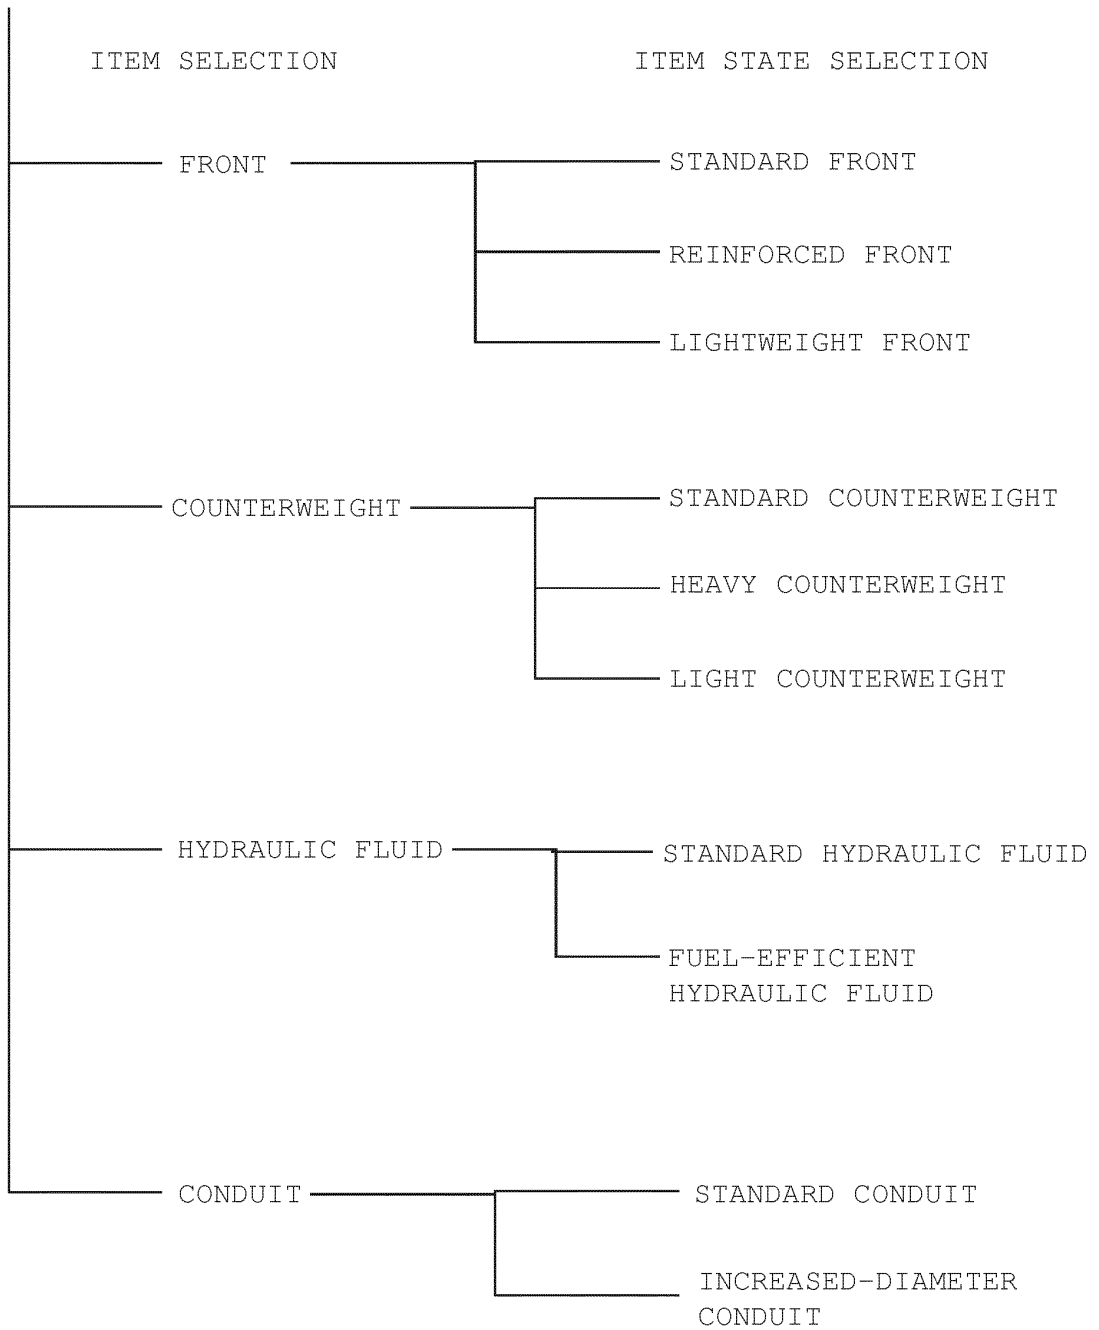 ITEM SELECTION
ITEM STATE SELECTION
FRONT
STANDARD FRONT
REINFORCED FRONT
LIGHTWEIGHT FRONT
COUNTERWEIGHT
STANDARD COUNTERWEIGHT
HEAVY COUNTERWEIGHT
LIGHT COUNTERWEIGHT
HYDRAULIC FLUID
STANDARD HYDRAULIC FLUID
FUEL-EFFICIENT
HYDRAULIC FLUID
CONDUIT
STANDARD CONDUIT
INCREASED-DIAMETER
CONDUIT